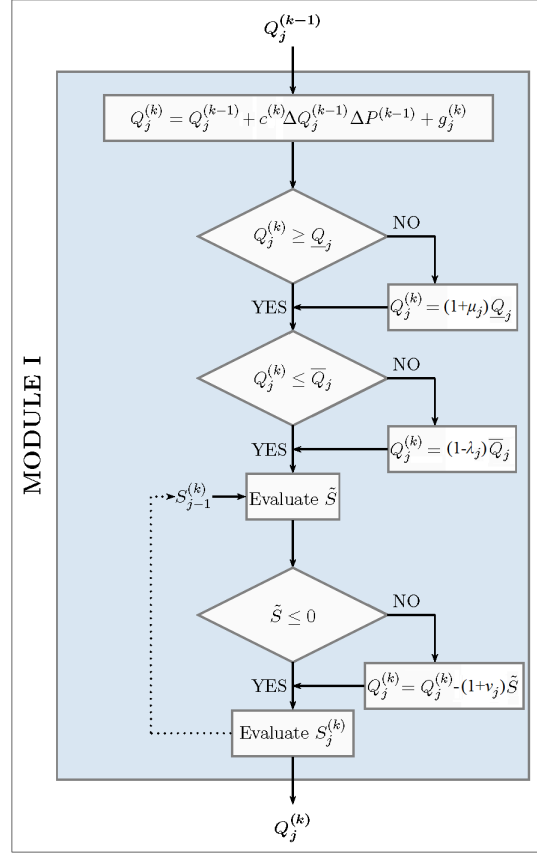 Q_j^{(k-1)}
Q_j^{(k)} = Q_j^{(k-1)} + c^{(k)} ΔQ_j^{(k-1)} ΔP^{(k-1)} + g_j^{(k)}
Q_j^{(k)} ≥ \underline{Q}_j
NO
YES
Q_j^{(k)} = (1+μ_j) \underline{Q}_j
Q_j^{(k)} ≤ \overline{Q}_j
NO
YES
Q_j^{(k)} = (1-λ_j) \overline{Q}_j
S_{j-1}^{(k)}
Evaluate \tilde{S}
\tilde{S} ≤ 0
NO
YES
Q_j^{(k)} = Q_j^{(k)} -(1+ν_j) \tilde{S}
Evaluate S_j^{(k)}
Q_j^{(k)}
MODULE I